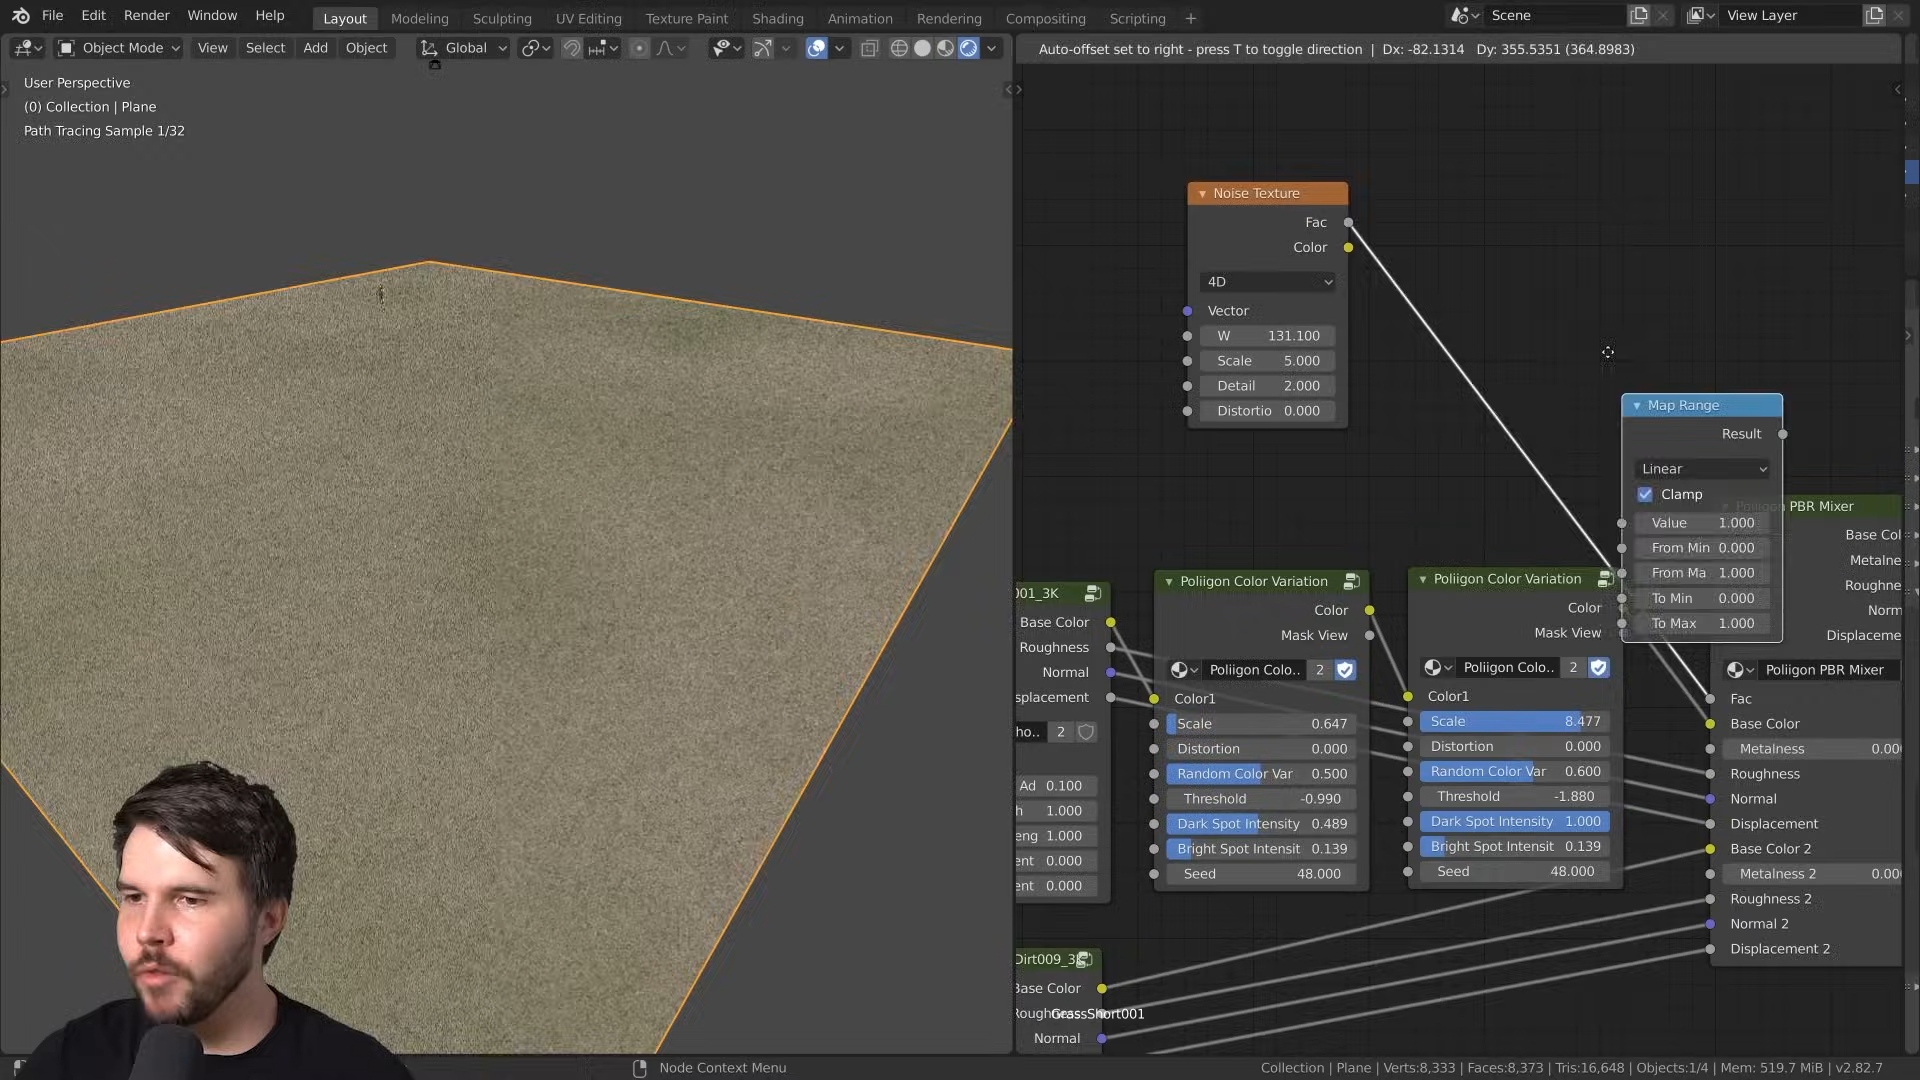 File Edit Render Window Help
Layout Modeling Sculpting UV Editing Texture Paint Shading Animation Rendering Compositing Scripting +
Scene
View Layer
Object Mode View Select Add Object Global
Auto-offset set to right - press T to toggle direction | Dx: -82.1314 Dy: 355.5351 (364.8983)
User Perspective
(0) Collection | Plane
Path Tracing Sample 1/32
Noise Texture
Fac
Color
4D
Vector
W 131.100
Scale 5.000
Detail 2.000
Distortio 0.000
Map Range
Result
Linear
Clamp
Value 1.000
From Min 0.000
From Ma 1.000
To Min 0.000
To Max 1.000
001_3K
Base Color
Roughness
Normal
splacement
ho.. 2
Ad 0.100
h 1.000
eng 1.000
ent 0.000
ent 0.000
Poliigon Color Variation
Color
Mask View
Poliigon Colo.. 2
Color1
Scale 0.647
Distortion 0.000
Random Color Var 0.500
Threshold -0.990
Dark Spot Intensity 0.489
Bright Spot Intensit 0.139
Seed 48.000
Poliigon Color Variation
Color
Mask View
Poliigon Colo.. 2
Color1
Scale 8.477
Distortion 0.000
Random Color Var 0.600
Threshold -1.880
Dark Spot Intensity 1.000
Bright Spot Intensit 0.139
Seed 48.000
Poliigon PBR Mixer
Base Col
Metalne
Roughne
Norm
Displaceme
Poliigon PBR Mixer
Fac
Base Color
Metalness 0.00
Roughness
Normal
Displacement
Base Color 2
Metalness 2 0.00
Roughness 2
Normal 2
Displacement 2
Dirt009_3
Base Color
GrassShort001
Normal
Node Context Menu
Collection | Plane | Verts:8,333 | Faces:8,373 | Tris:16,648 | Objects:1/4 | Mem: 519.7 MiB | v2.82.7